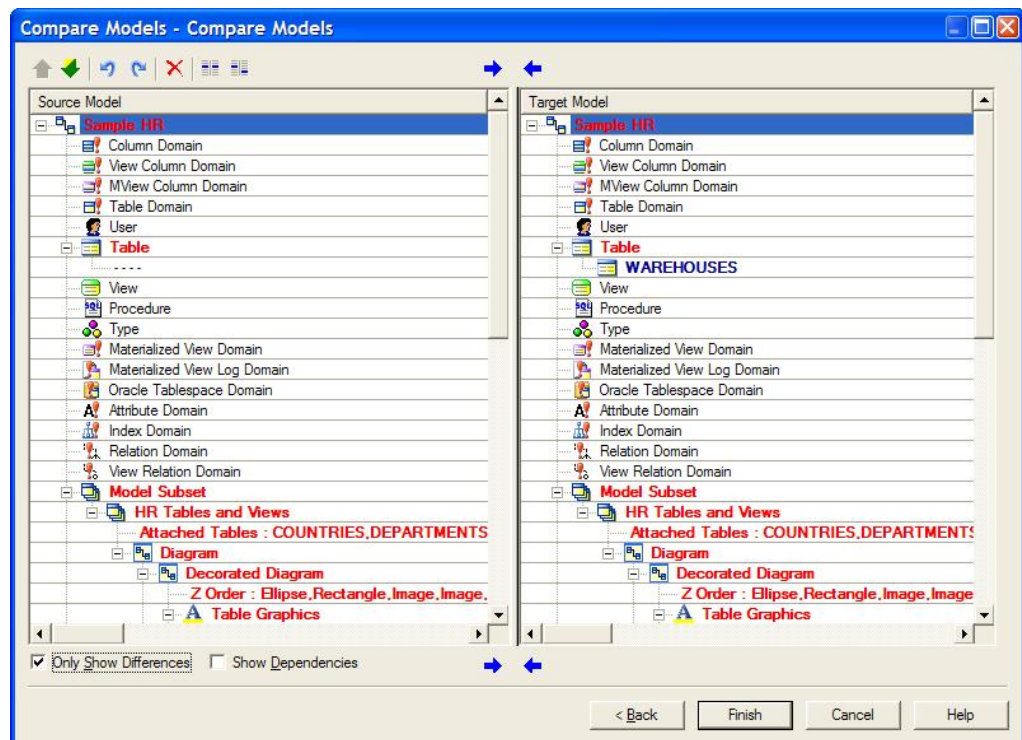 Compare Models - Compare Models
Source Model
Sample HR
Column Domain
View Column Domain
MView Column Domain
Table Domain
User
Table
----
View
Procedure
Type
Materialized View Domain
Materialized View Log Domain
Oracle Tablespace Domain
Attribute Domain
Index Domain
Relation Domain
View Relation Domain
Model Subset
HR Tables and Views
Attached Tables : COUNTRIES,DEPARTMENTS
Diagram
Decorated Diagram
Z Order : Ellipse,Rectangle,Image,Image,
Table Graphics
Target Model
Sample HR
Column Domain
View Column Domain
MView Column Domain
Table Domain
User
Table
WAREHOUSES
View
Procedure
Type
Materialized View Domain
Materialized View Log Domain
Oracle Tablespace Domain
Attribute Domain
Index Domain
Relation Domain
View Relation Domain
Model Subset
HR Tables and Views
Attached Tables : COUNTRIES,DEPARTMENTS
Diagram
Decorated Diagram
Z Order : Ellipse,Rectangle,Image,Image
Table Graphics
Only Show Differences Show Dependencies
< Back Finish Cancel Help